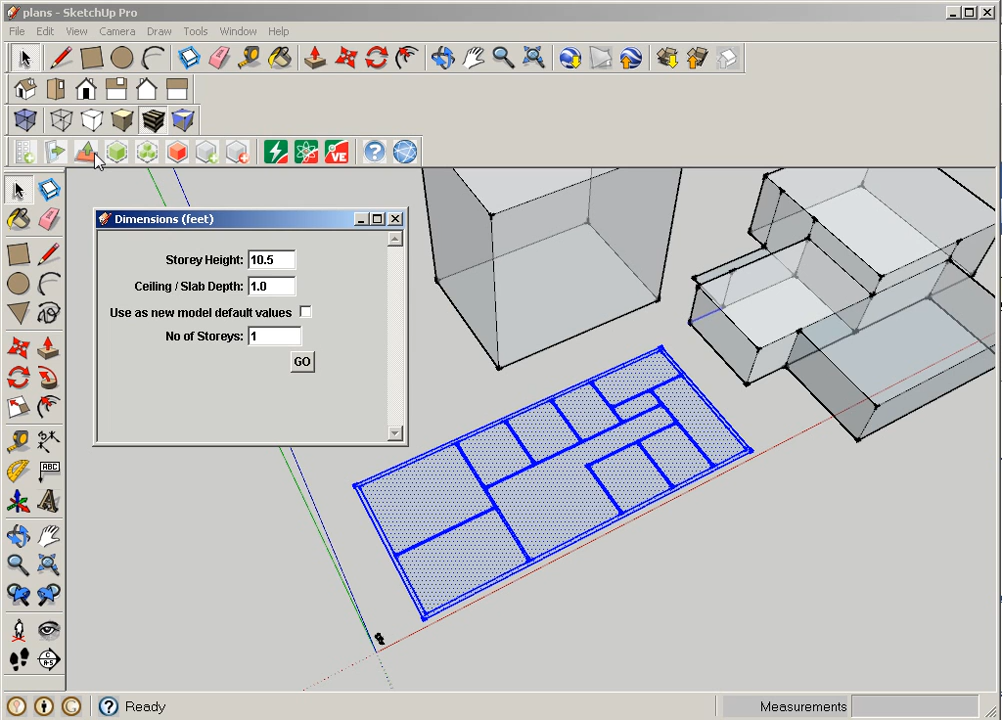 plans - SketchUp Pro
File Edit View Camera Draw Tools Window Help
VE
?
Dimensions (feet)
Storey Height: 10.5
Ceiling / Slab Depth: 1.0
Use as new model default values
No of Storeys: 1
GO
ABC
A
? Ready
Measurements